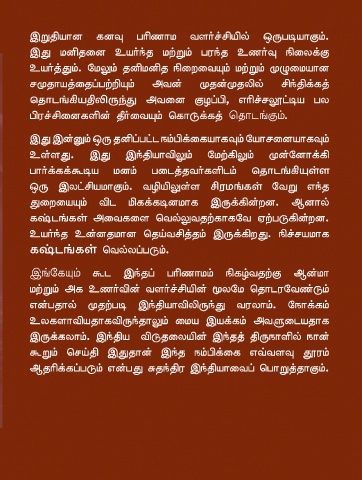 இறுதியான கனவு பரிணாம வளர்ச்சியில் ஒருபடியாகும்.
இது மனிதனை உயர்ந்த மற்றும் பரந்த உணர்வு நிலைக்கு
உயர்த்தும். மேலும் தனிமனித நிறைவையும் மற்றும் முழுமையான
சமுதாயத்தைப்பற்றியும் அவன் முதன்முதலில் சிந்திக்கத்
தொடங்கியதிலிருந்து அவனை குழப்பி, எரிச்சலூட்டிய பல
பிரச்சினைகளின் தீர்வையும் கொடுக்கத் தொடங்கும்.
இது இன்னும் ஒரு தனிப்பட்ட நம்பிக்கையாகவும் யோசனையாகவும்
உள்ளது. இது இந்தியாவிலும் மேற்கிலும் முன்னோக்கி
பார்க்கக்கூடிய மனம் படைத்தவர்களிடம் தொடங்கியுள்ள
ஒரு இலட்சியமாகும். வழியிலுள்ள சிரமங்கள் வேறு எந்த
துறையையும் விட மிகக்கடினமாக இருக்கின்றன. ஆனால்
கஷ்டங்கள் அவைகளை வெல்லுவதற்காகவே ஏற்படுகின்றன.
உயர்ந்த உன்னதமான தெய்வசித்தம் இருக்கிறது. நிச்சயமாக
கஷ்டங்கள் வெல்லப்படும்.
இங்கேயும் கூட இந்தப் பரிணாமம் நிகழ்வதற்கு ஆன்மா
மற்றும் அக உணர்வின் வளர்ச்சியின் மூலமே தொடரவேண்டும்
என்பதால் முதற்படி இந்தியாவிலிருந்து வரலாம். நோக்கம்
உலகளாவியதாகவிருந்தாலும் மைய இயக்கம் அவளுடையதாக
இருக்கலாம். இந்திய விடுதலையின் இந்தத் திருநாளில் நான்
கூறும் செய்தி இதுதான் இந்த நம்பிக்கை எவ்வளவு தூரம்
ஆதரிக்கப்படும் என்பது சுதந்திர இந்தியாவைப் பொறுத்தாகும்.